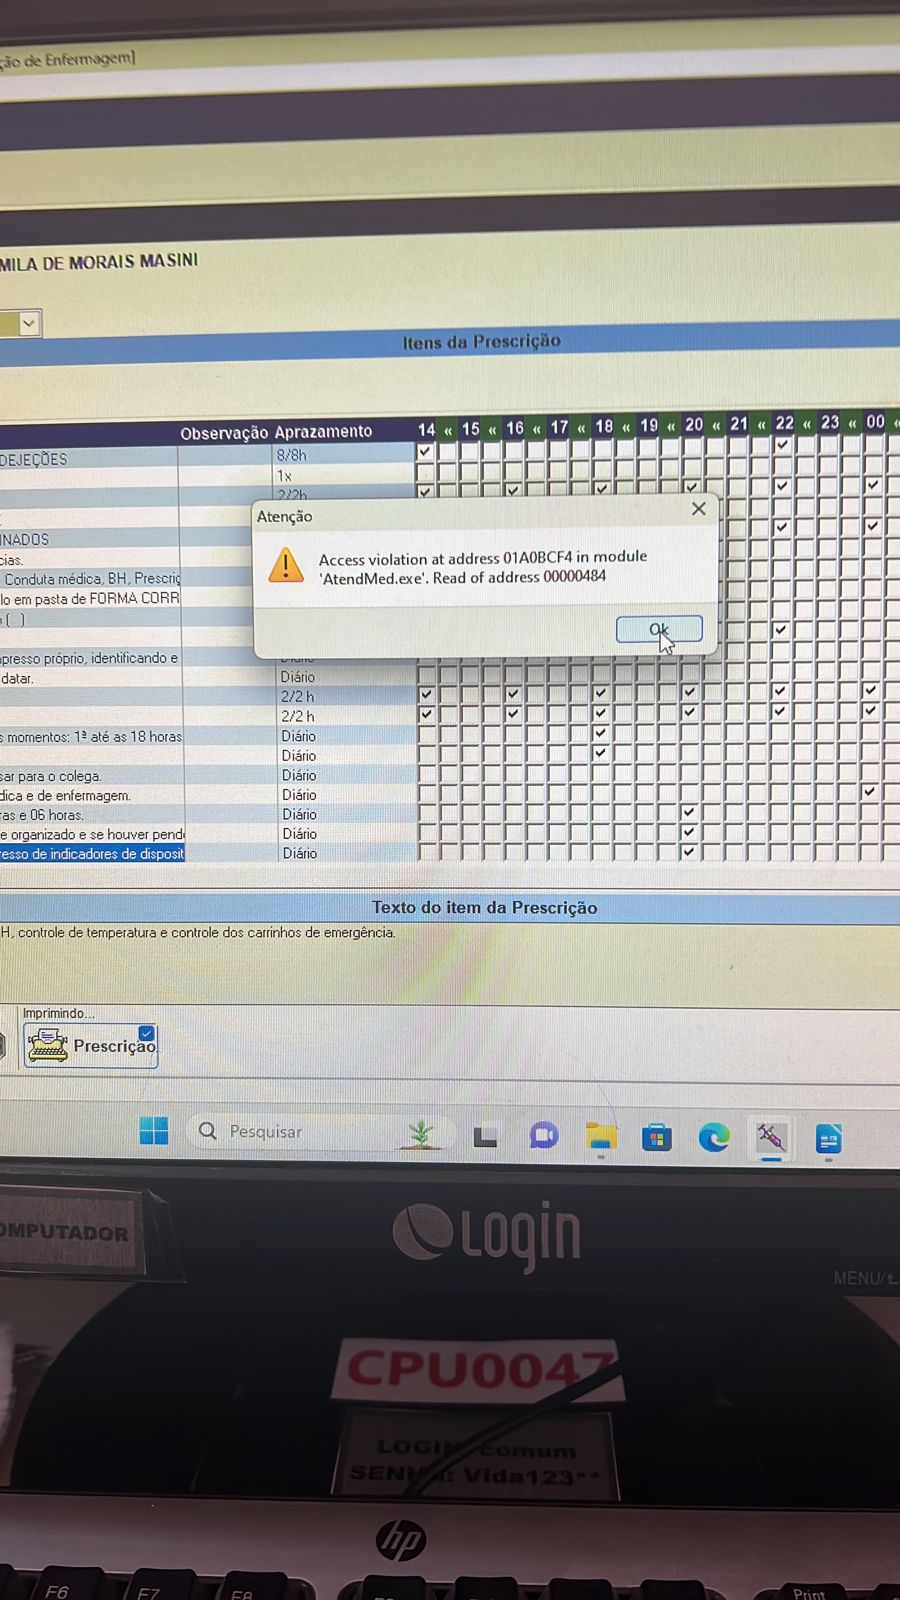 ção de Enfermagem]
MILA DE MORAIS MASINI
Itens da Prescrição
Observação Aprazamento 14 « 15 « 16 « 17 « 18 « 19 « 20 « 21 « 22 « 23 « 00 «
DEJEÇÕES 8/8h
1x
2/2h
INADOS
cias.
Conduta médica, BH, Prescriç
lo em pasta de FORMA CORR
o ( )
Atenção
Access violation at address 01A0BCF4 in module
'AtendMed.exe'. Read of address 00000484
Ok
presso próprio, identificando e Diário
datar. Diário
2/2 h
2/2 h
s momentos: 1ª até as 18 horas Diário
Diário
sar para o colega. Diário
dica e de enfermagem. Diário
ras e 06 horas. Diário
e organizado e se houver pend Diário
resso de indicadores de disposit Diário
Texto do item da Prescrição
H, controle de temperatura e controle dos carrinhos de emergência.
Imprimindo...
Prescrição
Pesquisar
OMPUTADOR
Login
MENU/
CPU0047
LOGIN comum
SENH : Vida123**
hp
F6 F7 F8
Print